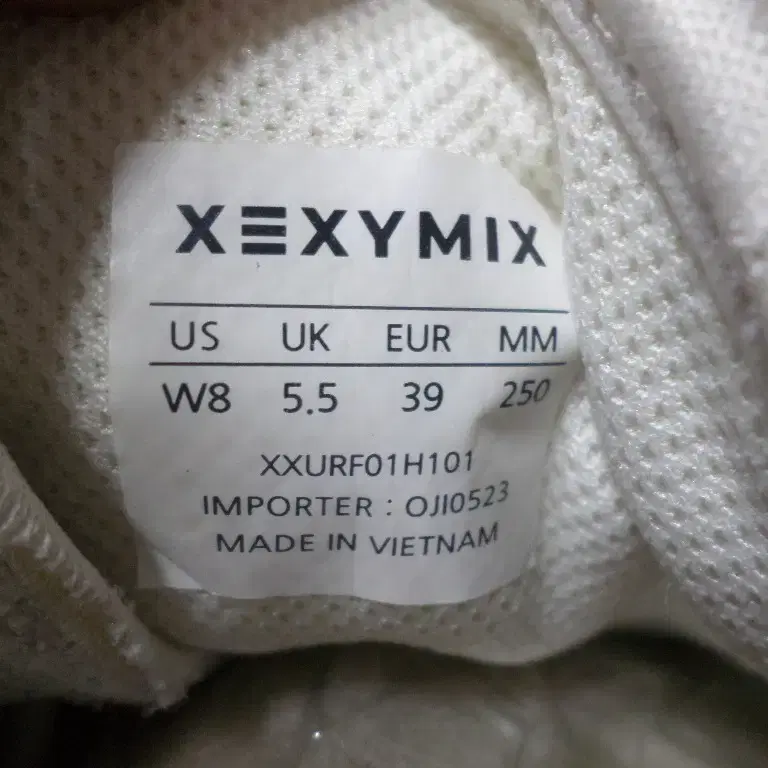 XEXYMIX
US UK EUR MM
W8 5.5 39 250
XXURF01H101
IMPORTER : OJI0523
MADE IN VIETNAM